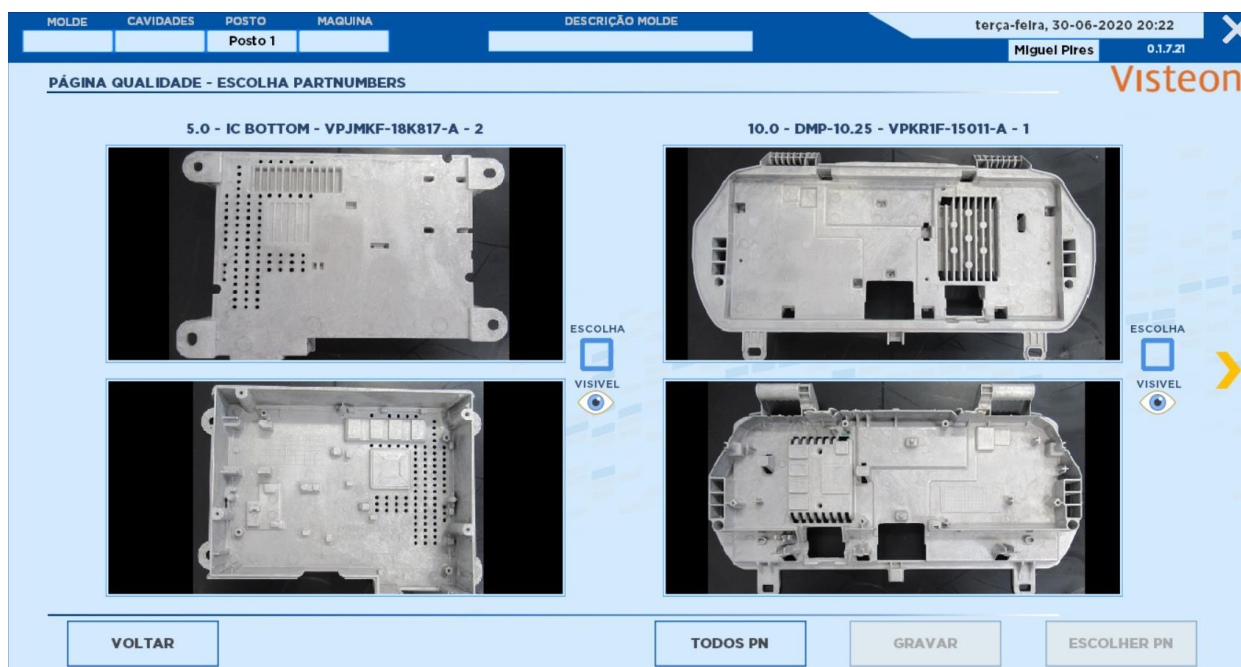 MOLDE CAVIDADES POSTO MAQUINA DESCRIÇÃO MOLDE terça-feira, 30-06-2020 20:22
Posto 1 Miguel Pires 0.1.7.21
PÁGINA QUALIDADE - ESCOLHA PARTNUMBERS
Visteon
5.0 - IC BOTTOM - VPJMKF-18K817-A - 2
10.0 - DMP-10.25 - VPKR1F-15011-A - 1
ESCOLHA
VISIVEL
ESCOLHA
VISIVEL
VOLTAR TODOS PN GRAVAR ESCOLHER PN